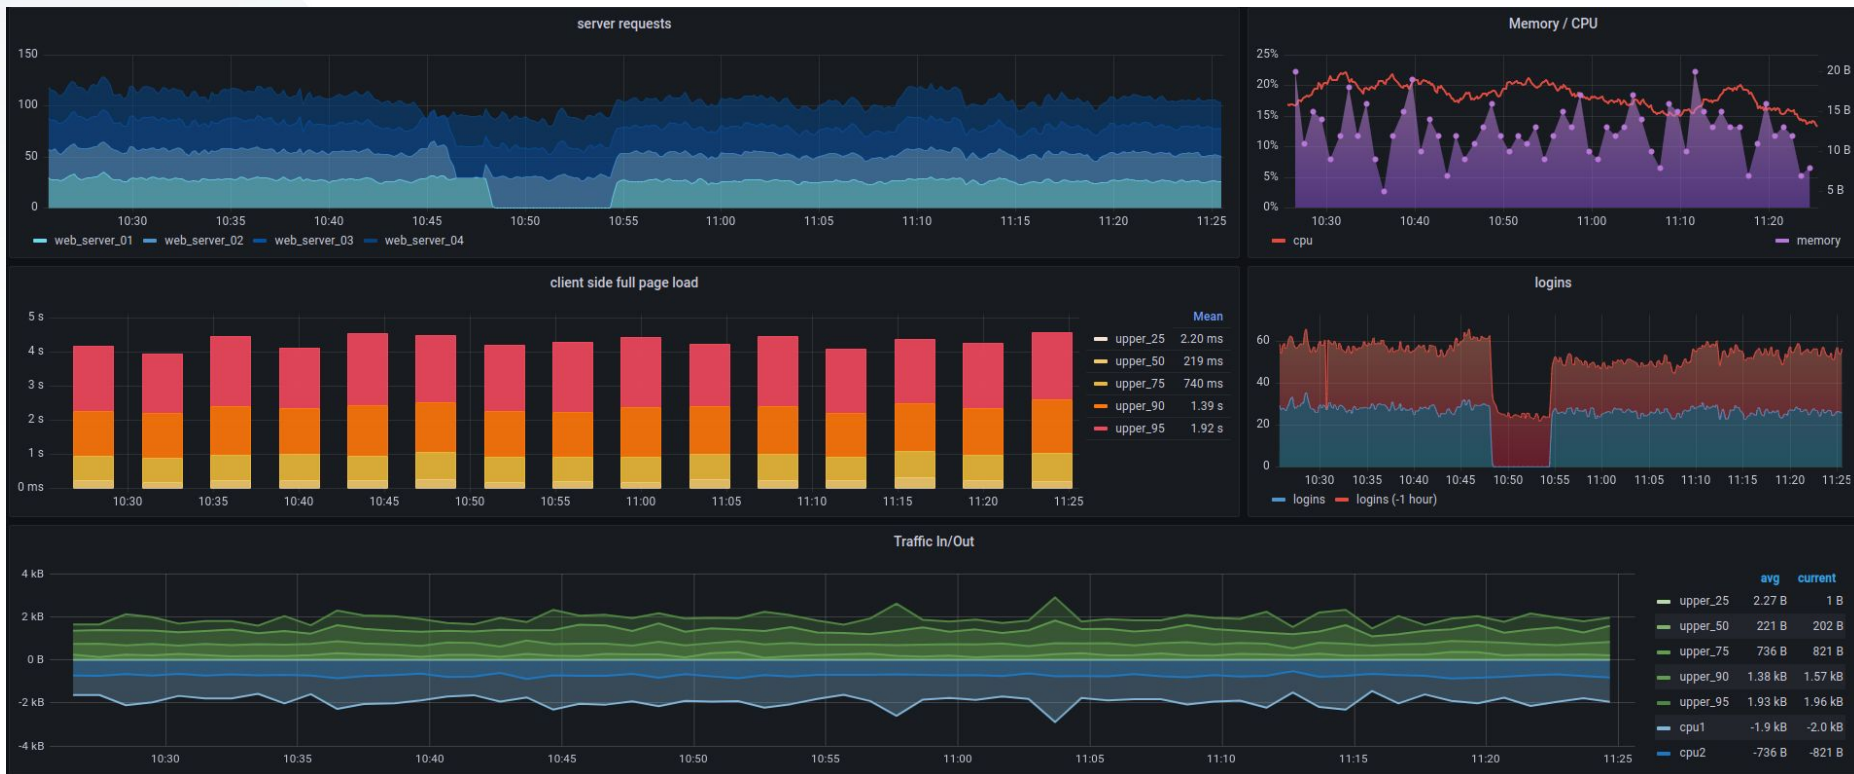 server requests
150
100
50
0
10:30 10:35 10:40 10:45 10:50 10:55 11:00 11:05 11:10 11:15 11:20 11:25
web_server_01 web_server_02 web_server_03 web_server_04
Memory / CPU
25%
20% 20 B
15% 15 B
10% 10 B
5% 5 B
0%
10:30 10:40 10:50 11:00 11:10 11:20
cpu memory
client side full page load
5 s
4 s
3 s
2 s
1 s
0 ms
10:30 10:35 10:40 10:45 10:50 10:55 11:00 11:05 11:10 11:15 11:20 11:25
Mean
upper_25 2.20 ms
upper_50 219 ms
upper_75 740 ms
upper_90 1.39 s
upper_95 1.92 s
logins
60
40
20
0
10:30 10:35 10:40 10:45 10:50 10:55 11:00 11:05 11:10 11:15 11:20 11:25
logins logins (-1 hour)
Traffic In/Out
4 kB
2 kB
0 B
-2 kB
-4 kB
10:30 10:35 10:40 10:45 10:50 10:55 11:00 11:05 11:10 11:15 11:20 11:25
avg current
upper_25 2.27 B 1 B
upper_50 221 B 202 B
upper_75 736 B 821 B
upper_90 1.38 kB 1.57 kB
upper_95 1.93 kB 1.96 kB
cpu1 -1.9 kB -2.0 kB
cpu2 -736 B -821 B